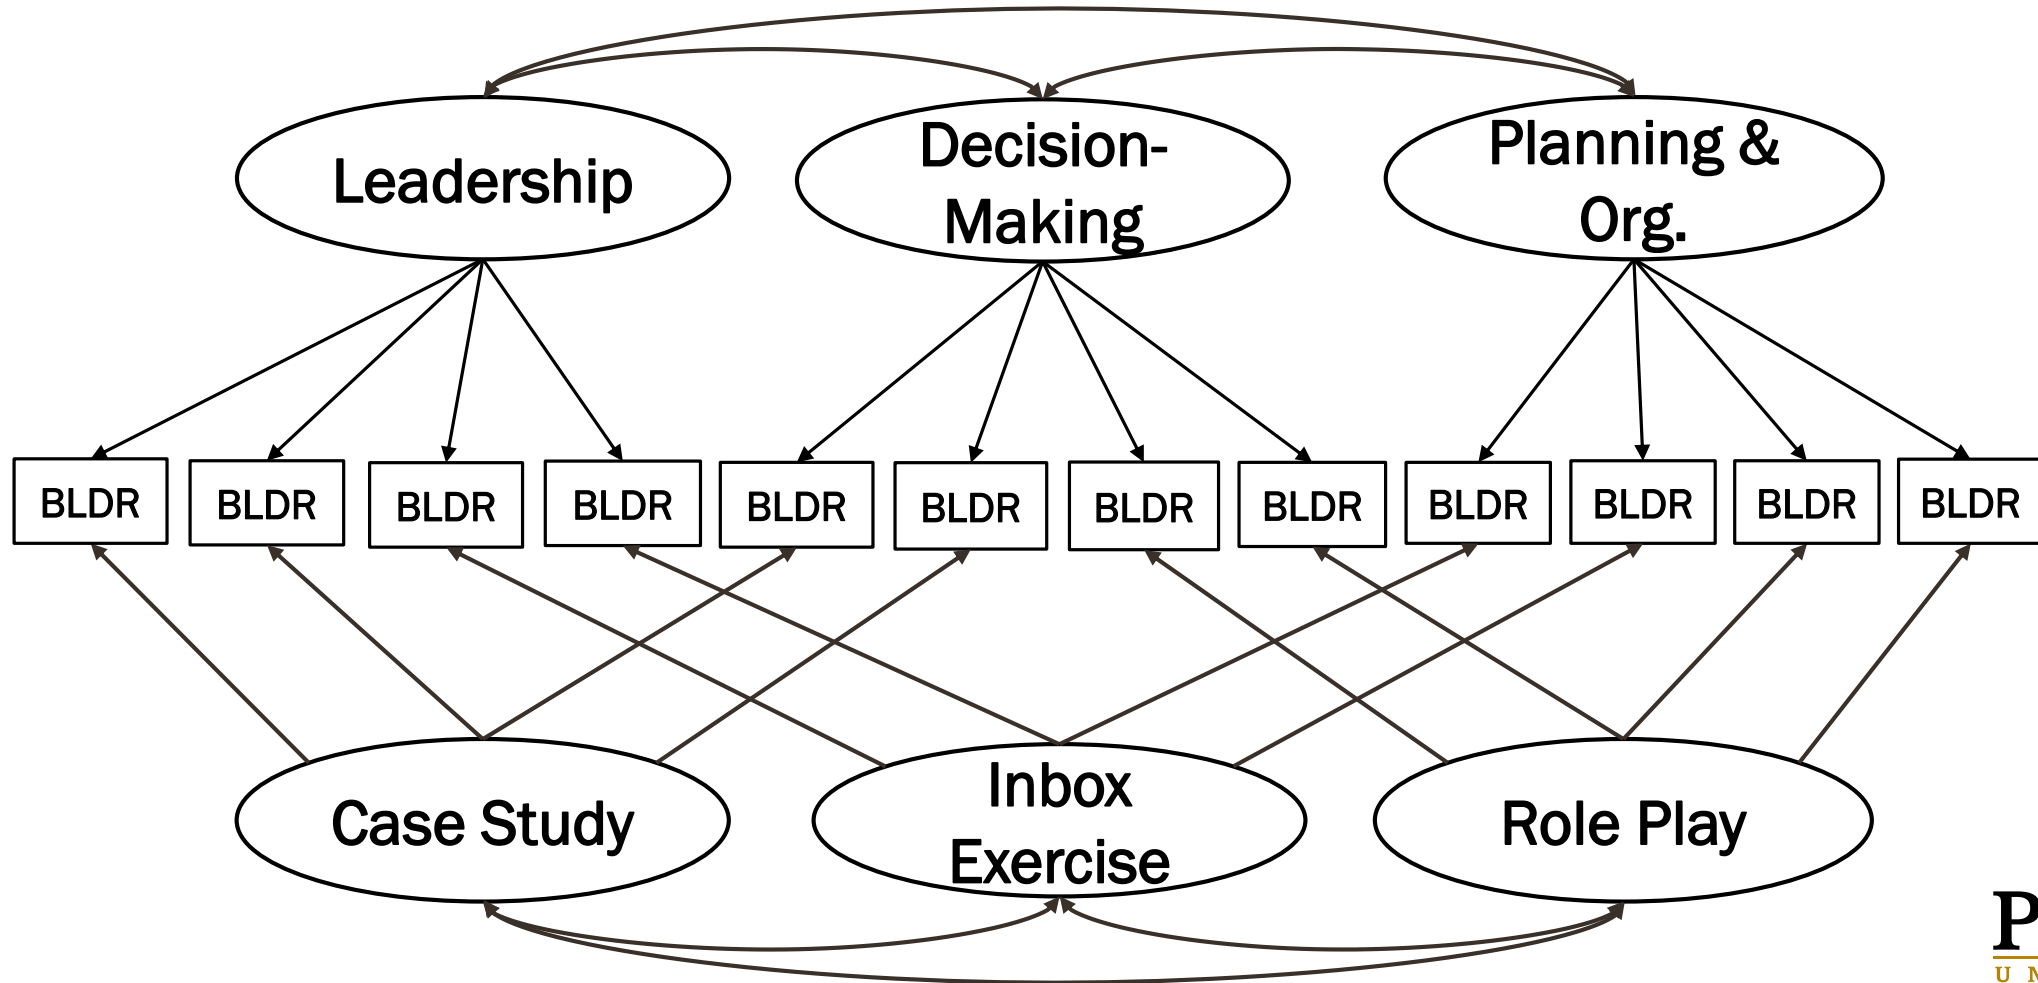 Leadership
Decision-
Making
Planning &
Org.
BLDR
BLDR
BLDR
BLDR
BLDR
BLDR
BLDR
BLDR
BLDR
BLDR
BLDR
BLDR
Case Study
Inbox
Exercise
Role Play